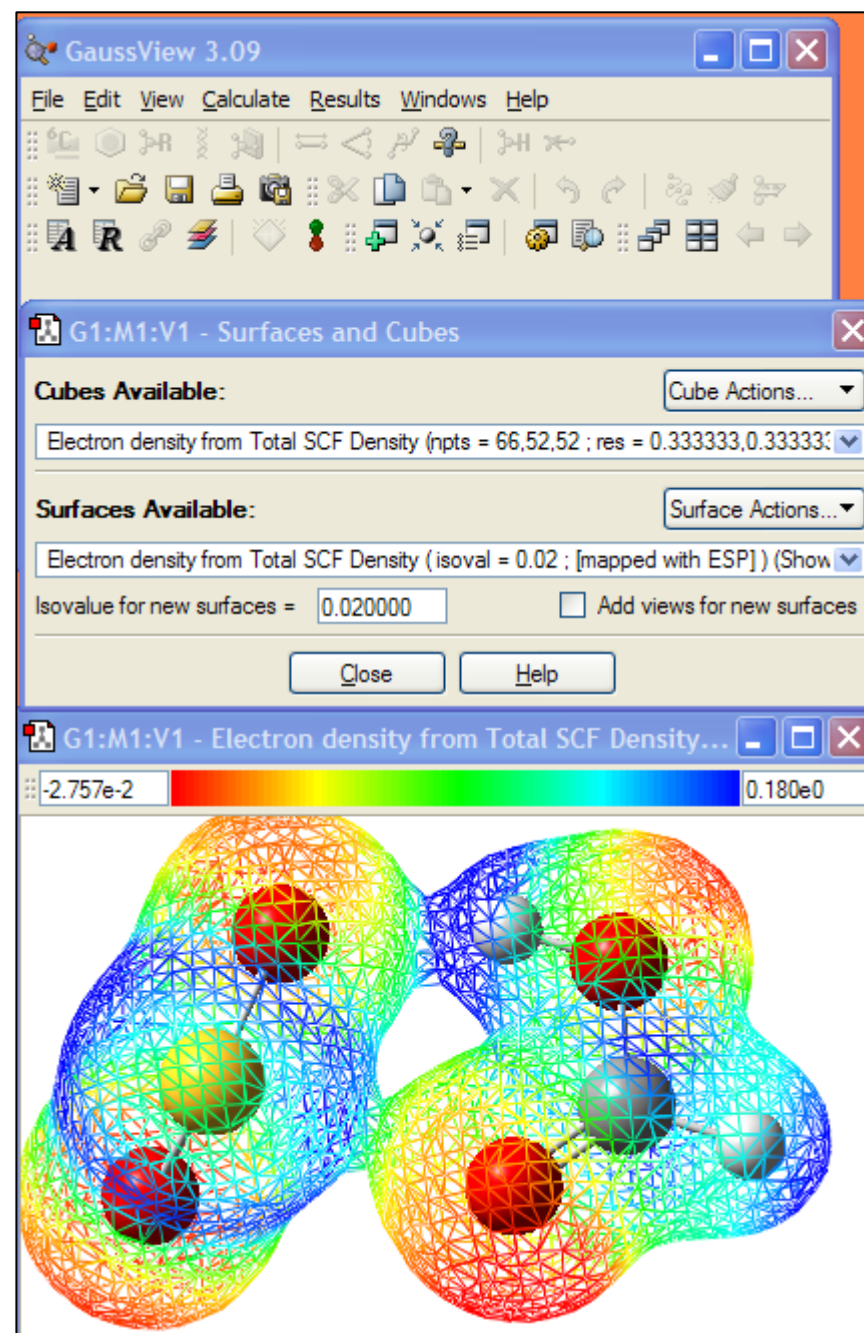 GaussView 3.09
File Edit View Calculate Results Windows Help
A R
G1:M1:V1 - Surfaces and Cubes
Cubes Available: Cube Actions...
Electron density from Total SCF Density (npts = 66,52,52 ; res = 0.333333,0.333333
Surfaces Available: Surface Actions...
Electron density from Total SCF Density ( isoval = 0.02 ; [mapped with ESP] ) (Show
Isovalue for new surfaces = 0.020000 Add views for new surfaces
Close Help
G1:M1:V1 - Electron density from Total SCF Density...
-2.757e-2 0.180e0